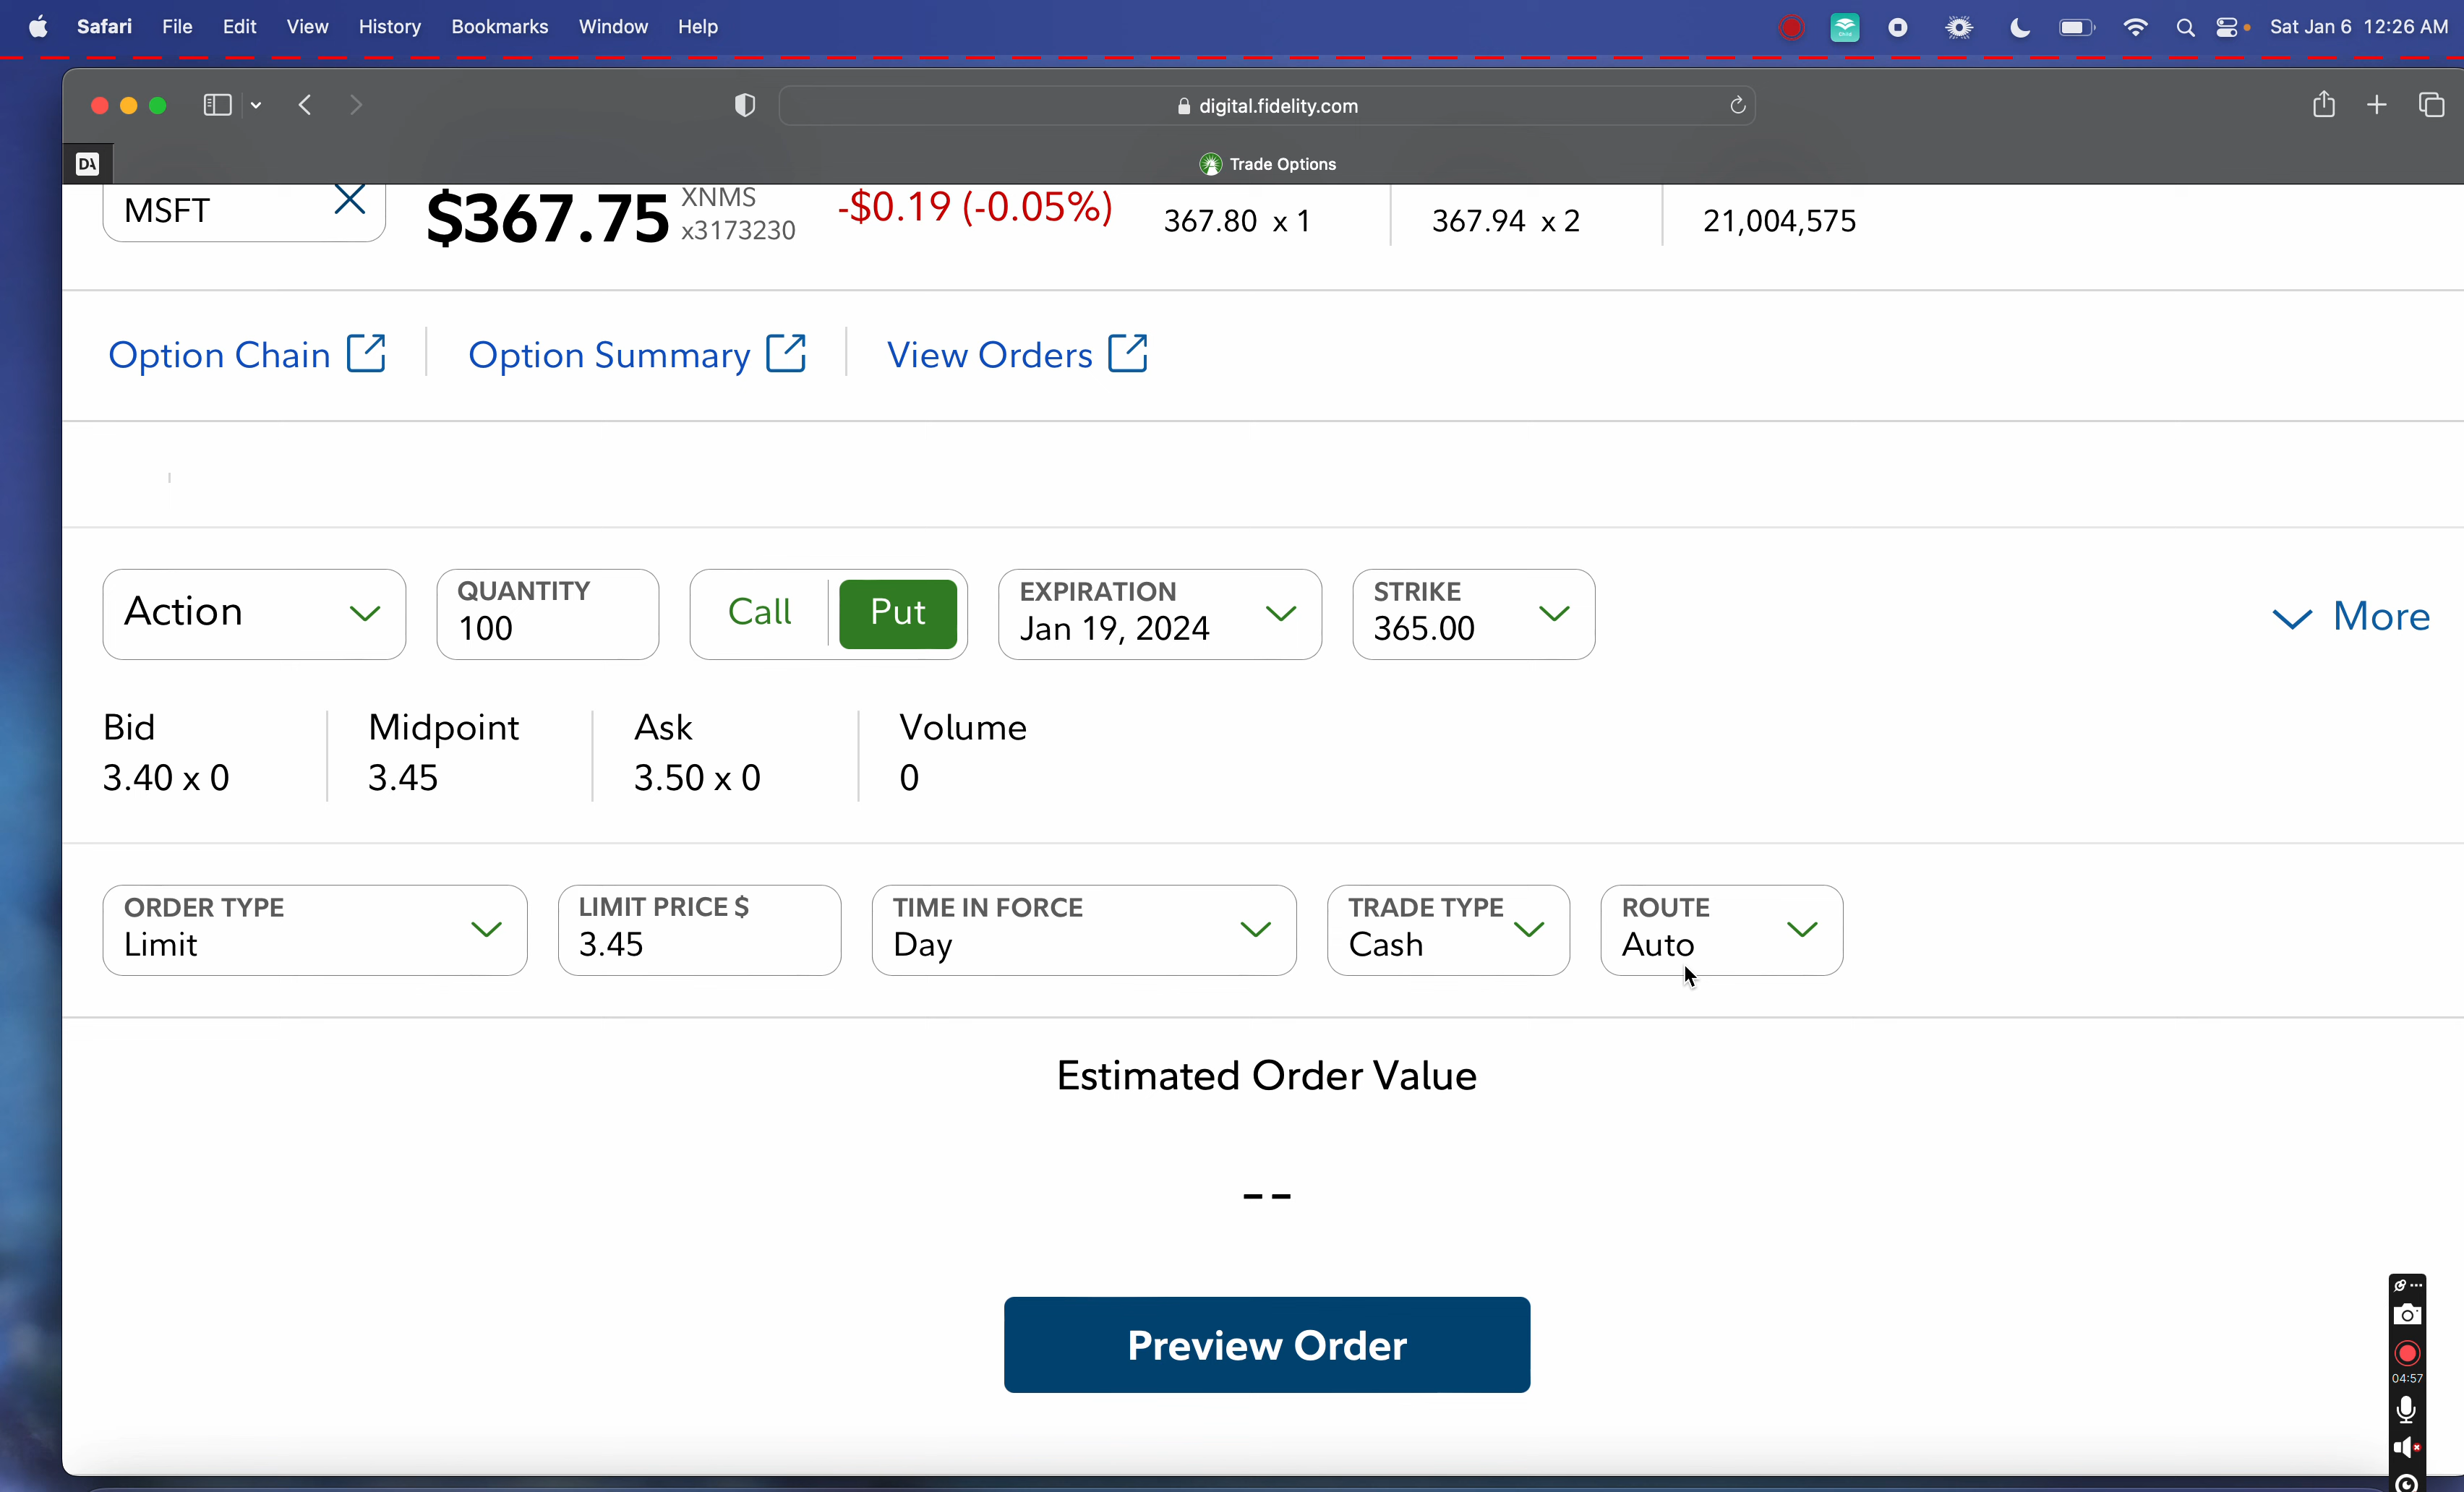 Safari File Edit View History Bookmarks Window Help Sat Jan 6 12:26 AM
digital.fidelity.com
Trade Options
MSFT $367.75 XNMS -$0.19 (-0.05%) 367.80 x 1 367.94 x 2 21,004,575
x3173230
Option Chain Option Summary View Orders
Action QUANTITY Call Put EXPIRATION STRIKE More
100 Jan 19, 2024 365.00
Bid Midpoint Ask Volume
3.40 x 0 3.45 3.50 x 0 0
ORDER TYPE LIMIT PRICE $ TIME IN FORCE TRADE TYPE ROUTE
Limit 3.45 Day Cash Auto
Estimated Order Value
--
Preview Order
04:57